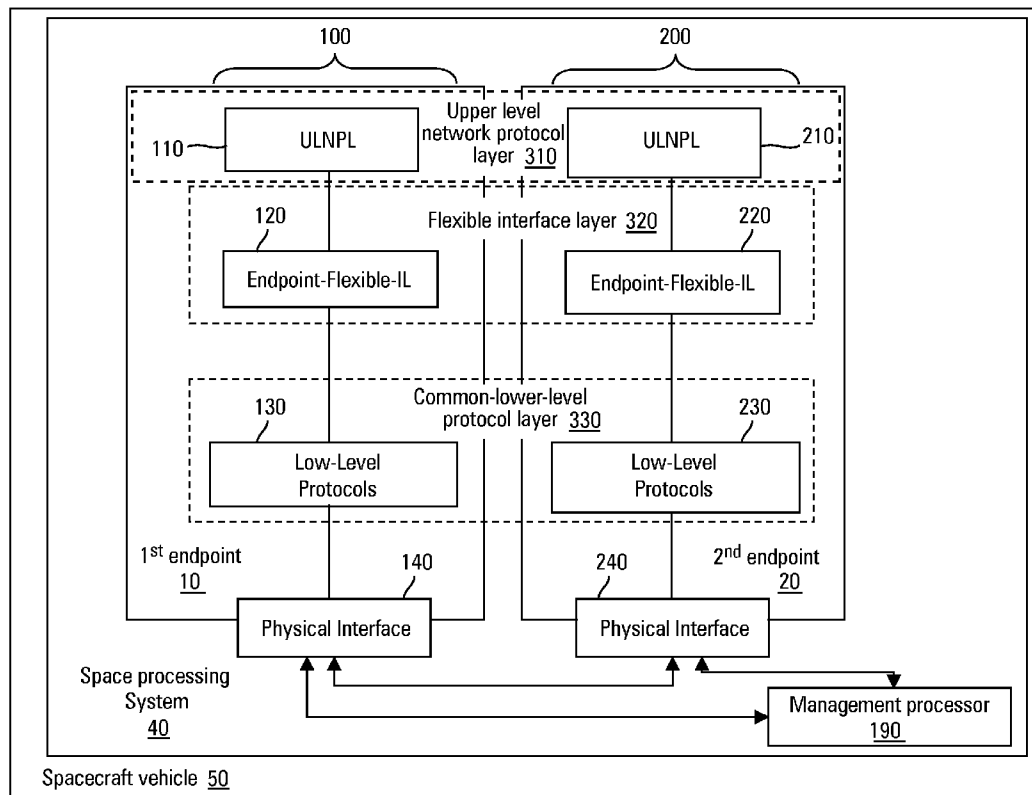 100
200
Upper level
network protocol
layer 310
110
ULNPL
ULNPL
210
Flexible interface layer 320
120
220
Endpoint-Flexible-IL
Endpoint-Flexible-IL
Common-lower-level
protocol layer 330
130
230
Low-Level
Protocols
Low-Level
Protocols
1st endpoint
10
140
240
2nd endpoint
20
Physical Interface
Physical Interface
Space processing
System
40
Management processor
190
Spacecraft vehicle 50